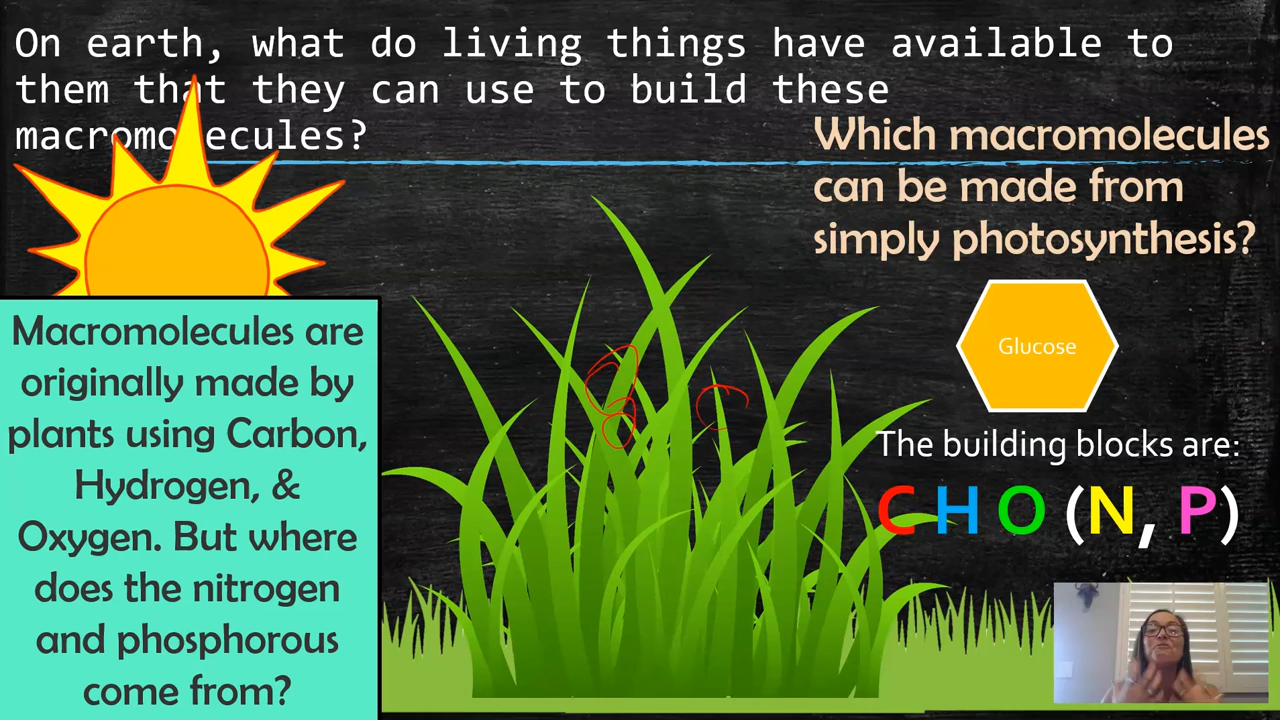 On earth, what do living things have available to
them that they can use to build these
macromolecules?
Which macromolecules
can be made from
simply photosynthesis?
Glucose
The building blocks are:
C H O (N, P)
Macromolecules are
originally made by
plants using Carbon,
Hydrogen, &
Oxygen. But where
does the nitrogen
and phosphorous
come from?